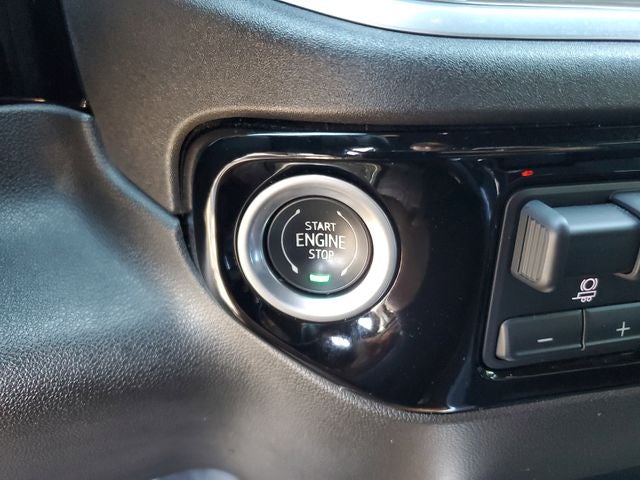 START
ENGINE
STOP
− +